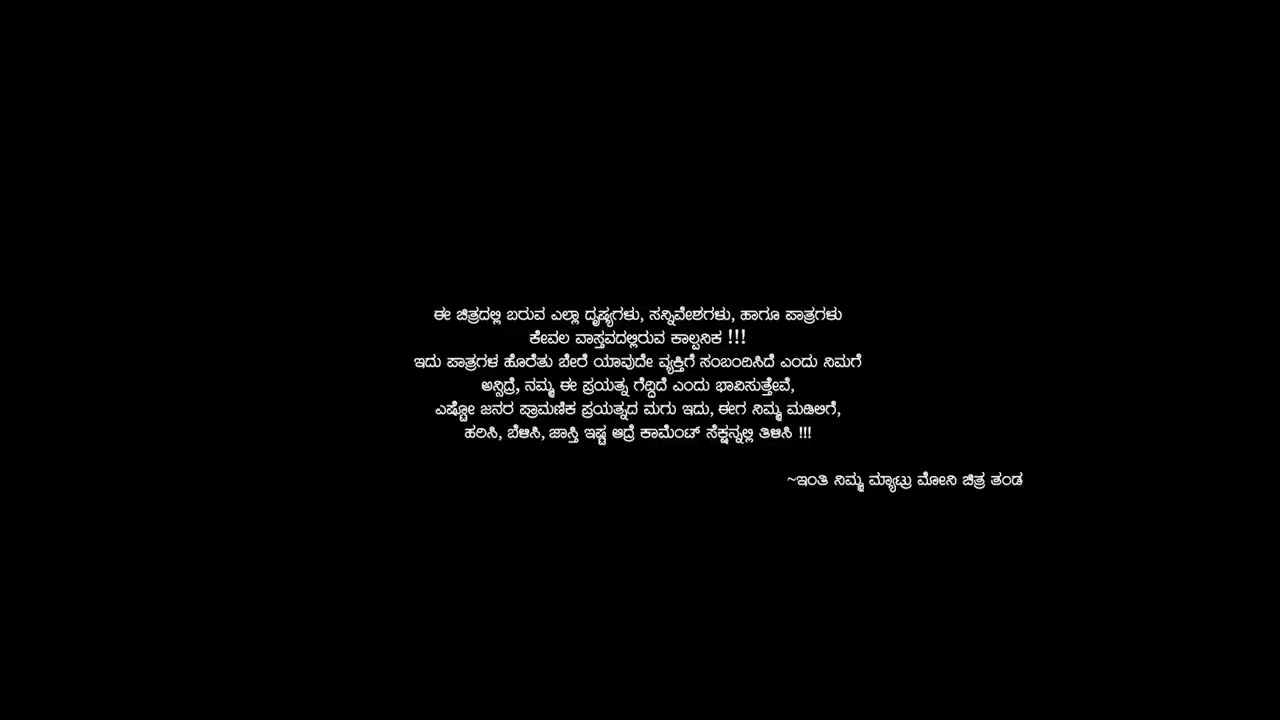 ಈ ಚಿತ್ರದಲ್ಲಿ ಬರುವ ಎಲ್ಲಾ ದೃಷ್ಯಗಳು, ಸನ್ನಿವೇಶಗಳು, ಹಾಗೂ ಪಾತ್ರಗಳು
ಕೇವಲ ವಾಸ್ತವದಲ್ಲಿರುವ ಕಾಲ್ಪನಿಕ !!!
ಇದು ಪಾತ್ರಗಳ ಹೊರೆತು ಬೇರೆ ಯಾವುದೇ ವ್ಯಕ್ತಿಗೆ ಸಂಬಂದಿಸಿದೆ ಎಂದು ನಿಮಗೆ
ಅನ್ಸಿದ್ರೆ, ನಮ್ಮ ಈ ಪ್ರಯತ್ನ ಗೆದ್ದಿದೆ ಎಂದು ಭಾವಿಸುತ್ತೇವೆ,
ಎಷ್ಟೋ ಜನರ ಪ್ರಾಮಣಿಕ ಪ್ರಯತ್ನದ ಮಗು ಇದು, ಈಗ ನಿಮ್ಮ ಮಡಿಲಿಗೆ,
ಹರಿಸಿ, ಬೆಳಿಸಿ, ಜಾಸ್ತಿ ಇಷ್ಟ ಆದ್ರೆ ಕಾಮೆಂಟ್ ಸೆಕ್ಷನ್ನಲ್ಲಿ ತಿಳಿಸಿ !!!
~ಇಂತಿ ನಿಮ್ಮ ಮ್ಯಾಟ್ರು ಮೋನಿ ಚಿತ್ರ ತಂಡ